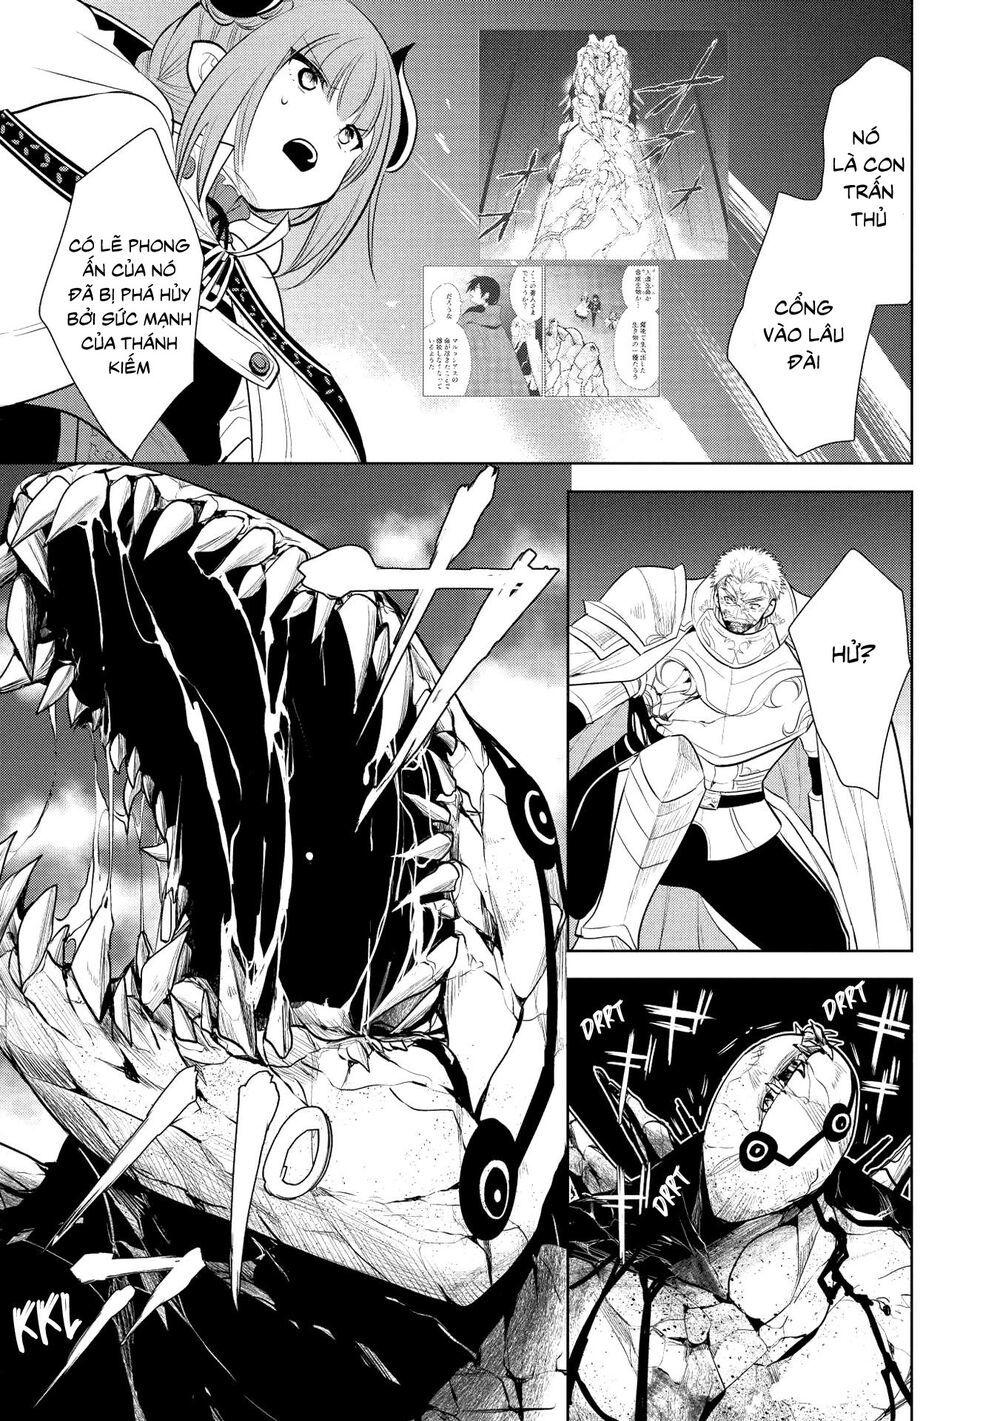 NÓ
LÀ CON
TRẤN
THỦ
CỔNG
VÀO LÂU
ĐÀI
CÓ LẼ PHONG
ẤN CỦA NÓ
ĐÃ BỊ PHÁ HỦY
BỞI SỨC MẠNH
CỦA THÁNH
KIẾM
HỬ?
DRRT
DRRT
DRRT
KKL